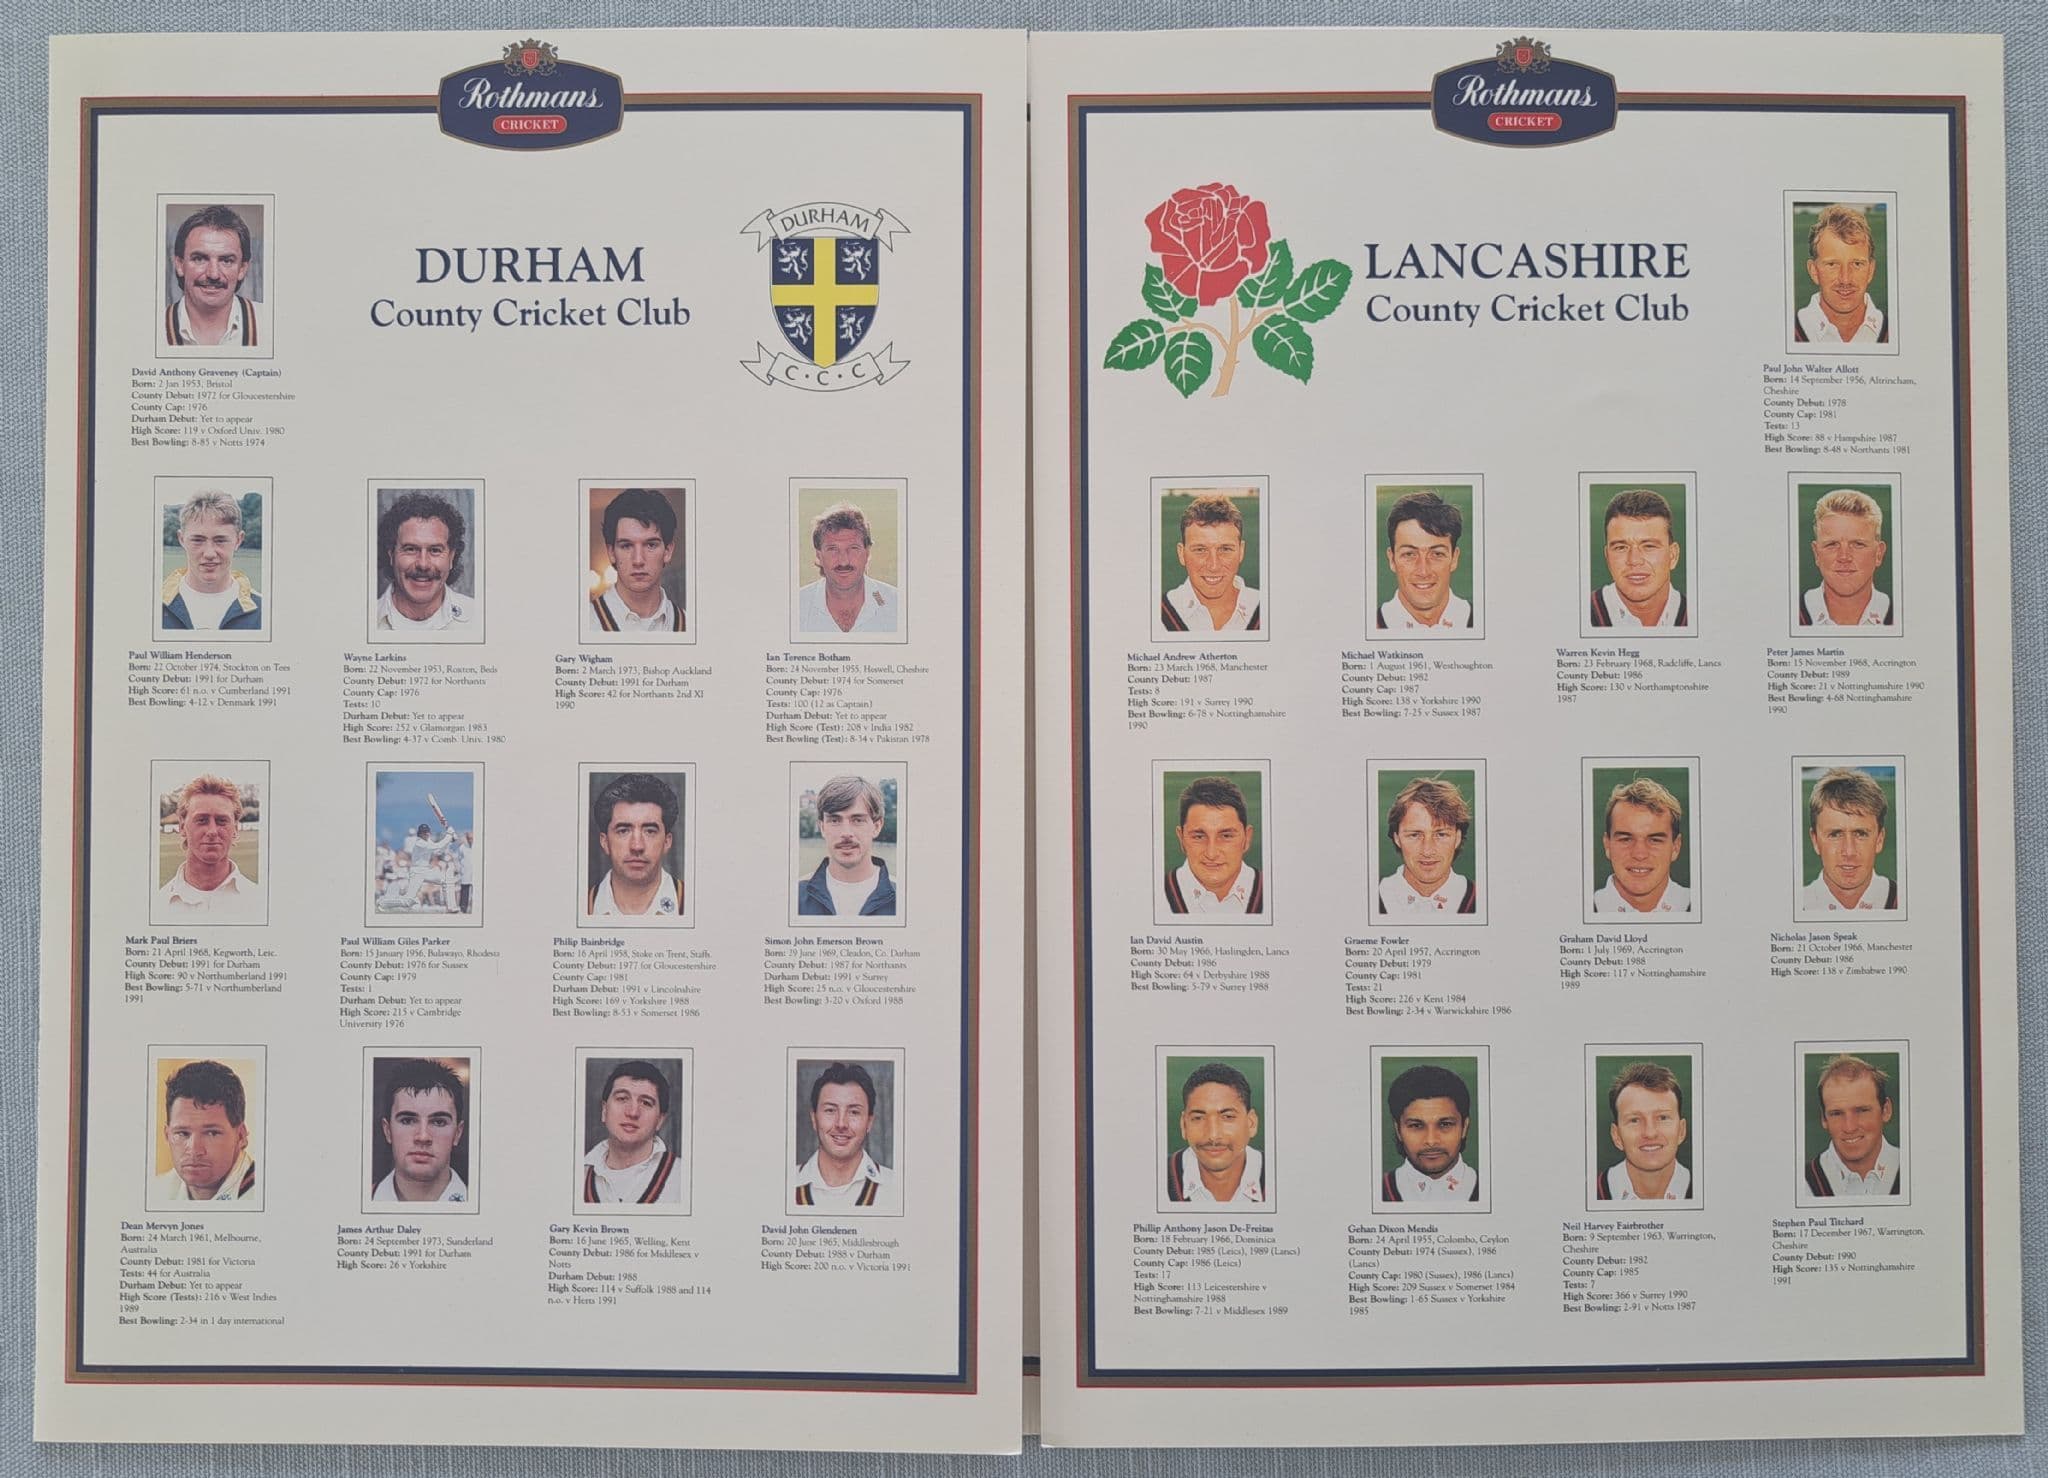 Rothmans
CRICKET
DURHAM
County Cricket Club
DURHAM
C·C·C
David Anthony Graveney (Captain)
Born: 2 Jan 1953, Bristol
County Debut: 1972 for Gloucestershire
County Cap: 1976
Durham Debut: Yet to appear
High Score: 119 v Oxford Univ. 1980
Best Bowling: 8-85 v Notts 1974
Paul William Henderson
Born: 22 October 1974, Stockton on Tees
County Debut: 1991 for Durham
High Score: 61 n.o. v Cumberland 1991
Best Bowling: 4-12 v Denmark 1991
Wayne Larkins
Born: 22 November 1953, Roxton, Beds
County Debut: 1972 for Northants
County Cap: 1976
Tests: 10
Durham Debut: Yet to appear
High Score: 252 v Glamorgan 1983
Best Bowling: 4-37 v Comb. Univ. 1980
Gary Wigham
Born: 2 March 1973, Bishop Auckland
County Debut: 1991 for Durham
High Score: 42 for Northants 2nd XI
1990
Ian Terence Botham
Born: 24 November 1955, Heswell, Cheshire
County Debut: 1974 for Somerset
County Cap: 1976
Tests: 100 (12 as Captain)
Durham Debut: Yet to appear
High Score (Test): 208 v India 1982
Best Bowling (Test): 8-34 v Pakistan 1978
Mark Paul Briers
Born: 21 April 1968, Kegworth, Leic.
County Debut: 1991 for Durham
High Score: 90 v Northumberland 1991
Best Bowling: 5-71 v Northumberland
1991
Paul William Giles Parker
Born: 15 January 1956, Bulawayo, Rhodesia
County Debut: 1976 for Sussex
County Cap: 1979
Tests: 1
Durham Debut: Yet to appear
High Score: 215 v Cambridge
University 1976
Philip Bainbridge
Born: 16 April 1958, Stoke on Trent, Staffs.
County Debut: 1977 for Gloucestershire
County Cap: 1981
Durham Debut: 1991 v Lincolnshire
High Score: 169 v Yorkshire 1988
Best Bowling: 8-53 v Somerset 1986
Simon John Emerson Brown
Born: 29 June 1969, Cleadon, Co. Durham
County Debut: 1987 for Northants
Durham Debut: 1991 v Surrey
High Score: 25 n.o. v Gloucestershire
Best Bowling: 3-20 v Oxford 1988
Dean Mervyn Jones
Born: 24 March 1961, Melbourne,
Australia
County Debut: 1981 for Victoria
Tests: 44 for Australia
Durham Debut: Yet to appear
High Score (Tests): 216 v West Indies
1989
Best Bowling: 2-34 in 1 day international
James Arthur Daley
Born: 24 September 1973, Sunderland
County Debut: 1991 for Durham
High Score: 26 v Yorkshire
Gary Kevin Brown
Born: 16 June 1965, Welling, Kent
County Debut: 1986 for Middlesex v
Notts
Durham Debut: 1988
High Score: 114 v Suffolk 1988 and 114
n.o. v Herts 1991
David John Glendenen
Born: 20 June 1965, Middlesbrough
County Debut: 1988 v Durham
High Score: 200 n.o. v Victoria 1991
Rothmans
CRICKET
LANCASHIRE
County Cricket Club
Paul John Walter Allott
Born: 14 September 1956, Altrincham,
Cheshire
County Debut: 1978
County Cap: 1981
Tests: 13
High Score: 88 v Hampshire 1987
Best Bowling: 8-48 v Northants 1981
Michael Andrew Atherton
Born: 23 March 1968, Manchester
County Debut: 1987
Tests: 8
High Score: 191 v Surrey 1990
Best Bowling: 6-78 v Nottinghamshire
1990
Michael Watkinson
Born: 1 August 1961, Westhoughton
County Debut: 1982
County Cap: 1987
High Score: 138 v Yorkshire 1990
Best Bowling: 7-25 v Sussex 1987
Warren Kevin Hegg
Born: 23 February 1968, Radcliffe, Lancs
County Debut: 1986
High Score: 130 v Northamptonshire
1987
Peter James Martin
Born: 15 November 1968, Accrington
County Debut: 1989
High Score: 21 v Nottinghamshire 1990
Best Bowling: 4-68 Nottinghamshire
1990
Ian David Austin
Born: 30 May 1966, Haslingden, Lancs
County Debut: 1986
High Score: 64 v Derbyshire 1988
Best Bowling: 5-79 v Surrey 1988
Graeme Fowler
Born: 20 April 1957, Accrington
County Debut: 1979
County Cap: 1981
Tests: 21
High Score: 226 v Kent 1984
Best Bowling: 2-34 v Warwickshire 1986
Graham David Lloyd
Born: 1 July 1969, Accrington
County Debut: 1988
High Score: 117 v Nottinghamshire
1989
Nicholas Jason Speak
Born: 21 October 1966, Manchester
County Debut: 1986
High Score: 138 v Zimbabwe 1990
Phillip Anthony Jason De-Freitas
Born: 18 February 1966, Dominica
County Debut: 1985 (Leics), 1989 (Lancs)
County Cap: 1986 (Leics)
Tests: 17
High Score: 113 Leicestershire v
Nottinghamshire 1988
Best Bowling: 7-21 v Middlesex 1989
Gehan Dixon Mendis
Born: 24 April 1955, Colombo, Ceylon
County Debut: 1974 (Sussex), 1986
(Lancs)
County Cap: 1980 (Sussex), 1986 (Lancs)
High Score: 209 Sussex v Somerset 1984
Best Bowling: 1-65 Sussex v Yorkshire
1985
Neil Harvey Fairbrother
Born: 9 September 1963, Warrington,
Cheshire
County Debut: 1982
County Cap: 1985
Tests: 7
High Score: 366 v Surrey 1990
Best Bowling: 2-91 v Notts 1987
Stephen Paul Titchard
Born: 17 December 1967, Warrington,
Cheshire
County Debut: 1990
High Score: 135 v Nottinghamshire
1991